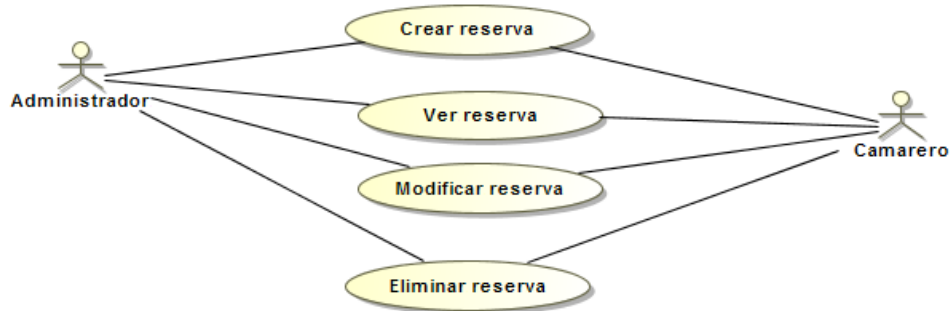 Crear reserva
Administrador
Ver reserva
Camarero
Modificar reserva
Eliminar reserva